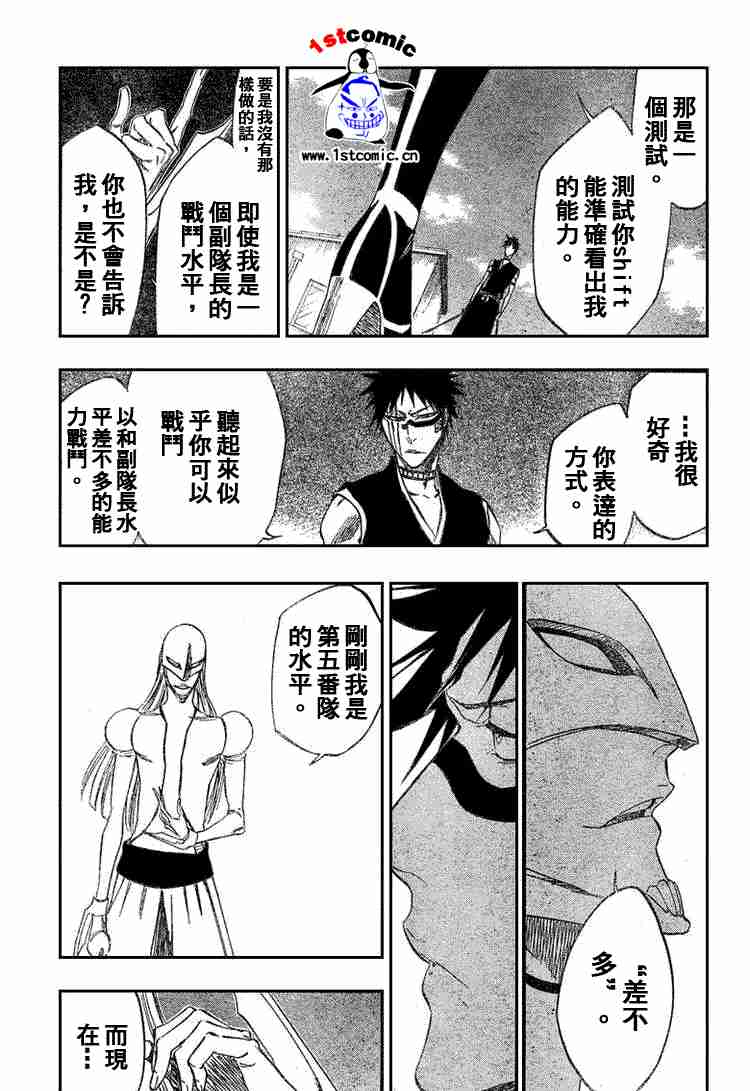 1stcomic
www.1stcomic.cn
那是一
個測試。
測試你shift
能準確看出我
的能力。
要是我沒有那
樣做的話，
即使我是一
個副隊長的
戰鬥水平，
你也不會告訴
我，是不是？
…我很
好奇
你表達的
方式。
聽起來似
乎你可以
戰鬥
以和副隊長水
平差不多的能
力戰鬥。
“差不
多”。
剛剛我是
第五番隊
的水平。
而現
在…